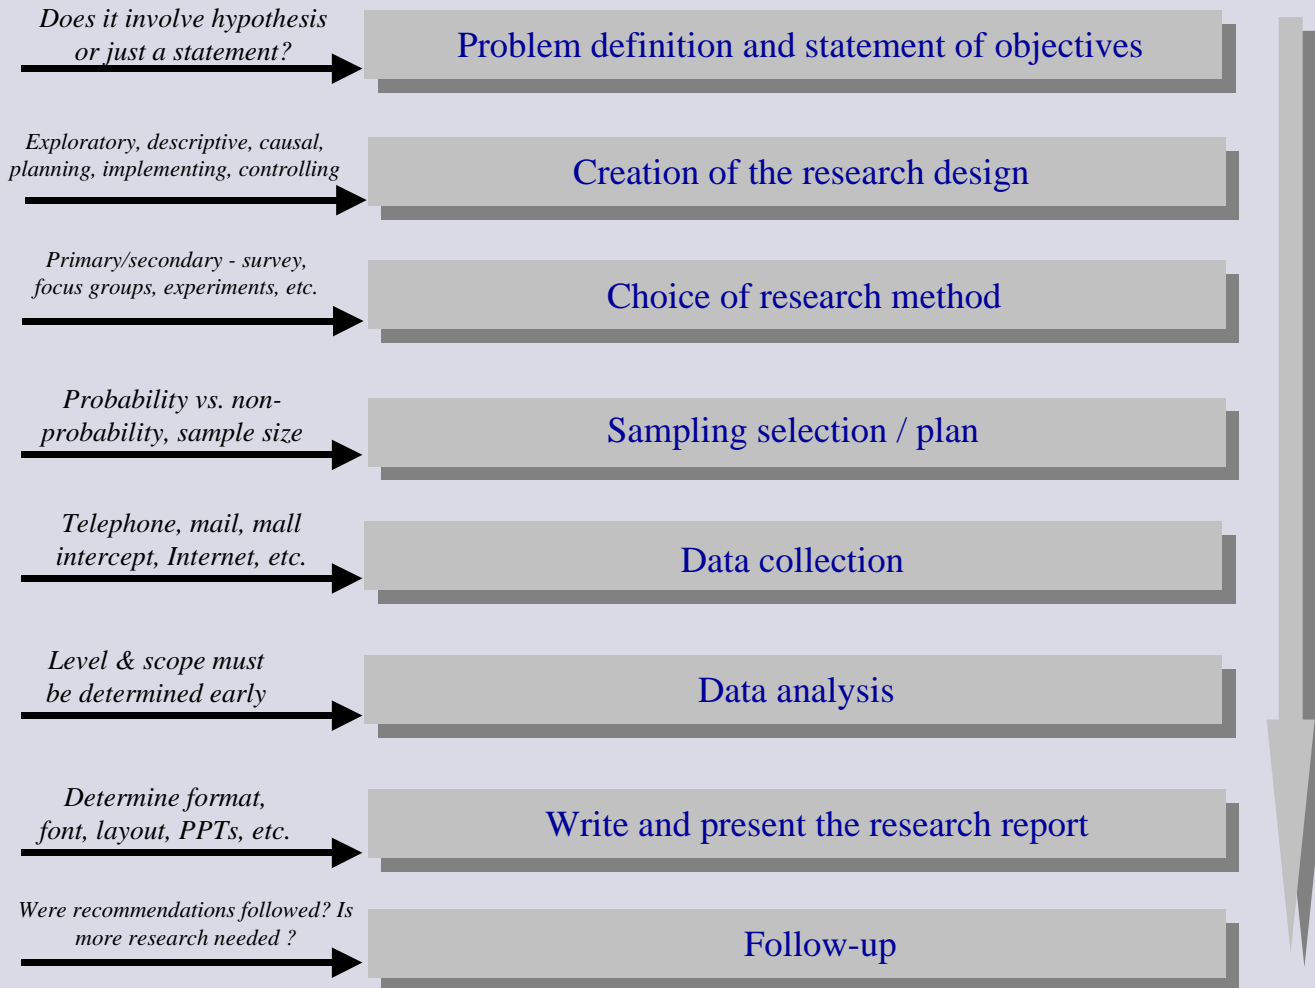 Does it involve hypothesis
or just a statement?
Problem definition and statement of objectives
Exploratory, descriptive, causal,
planning, implementing, controlling
Creation of the research design
Primary/secondary - survey,
focus groups, experiments, etc.
Choice of research method
Probability vs. non-
probability, sample size
Sampling selection / plan
Telephone, mail, mall
intercept, Internet, etc.
Data collection
Level & scope must
be determined early
Data analysis
Determine format,
font, layout, PPTs, etc.
Write and present the research report
Were recommendations followed? Is
more research needed ?
Follow-up